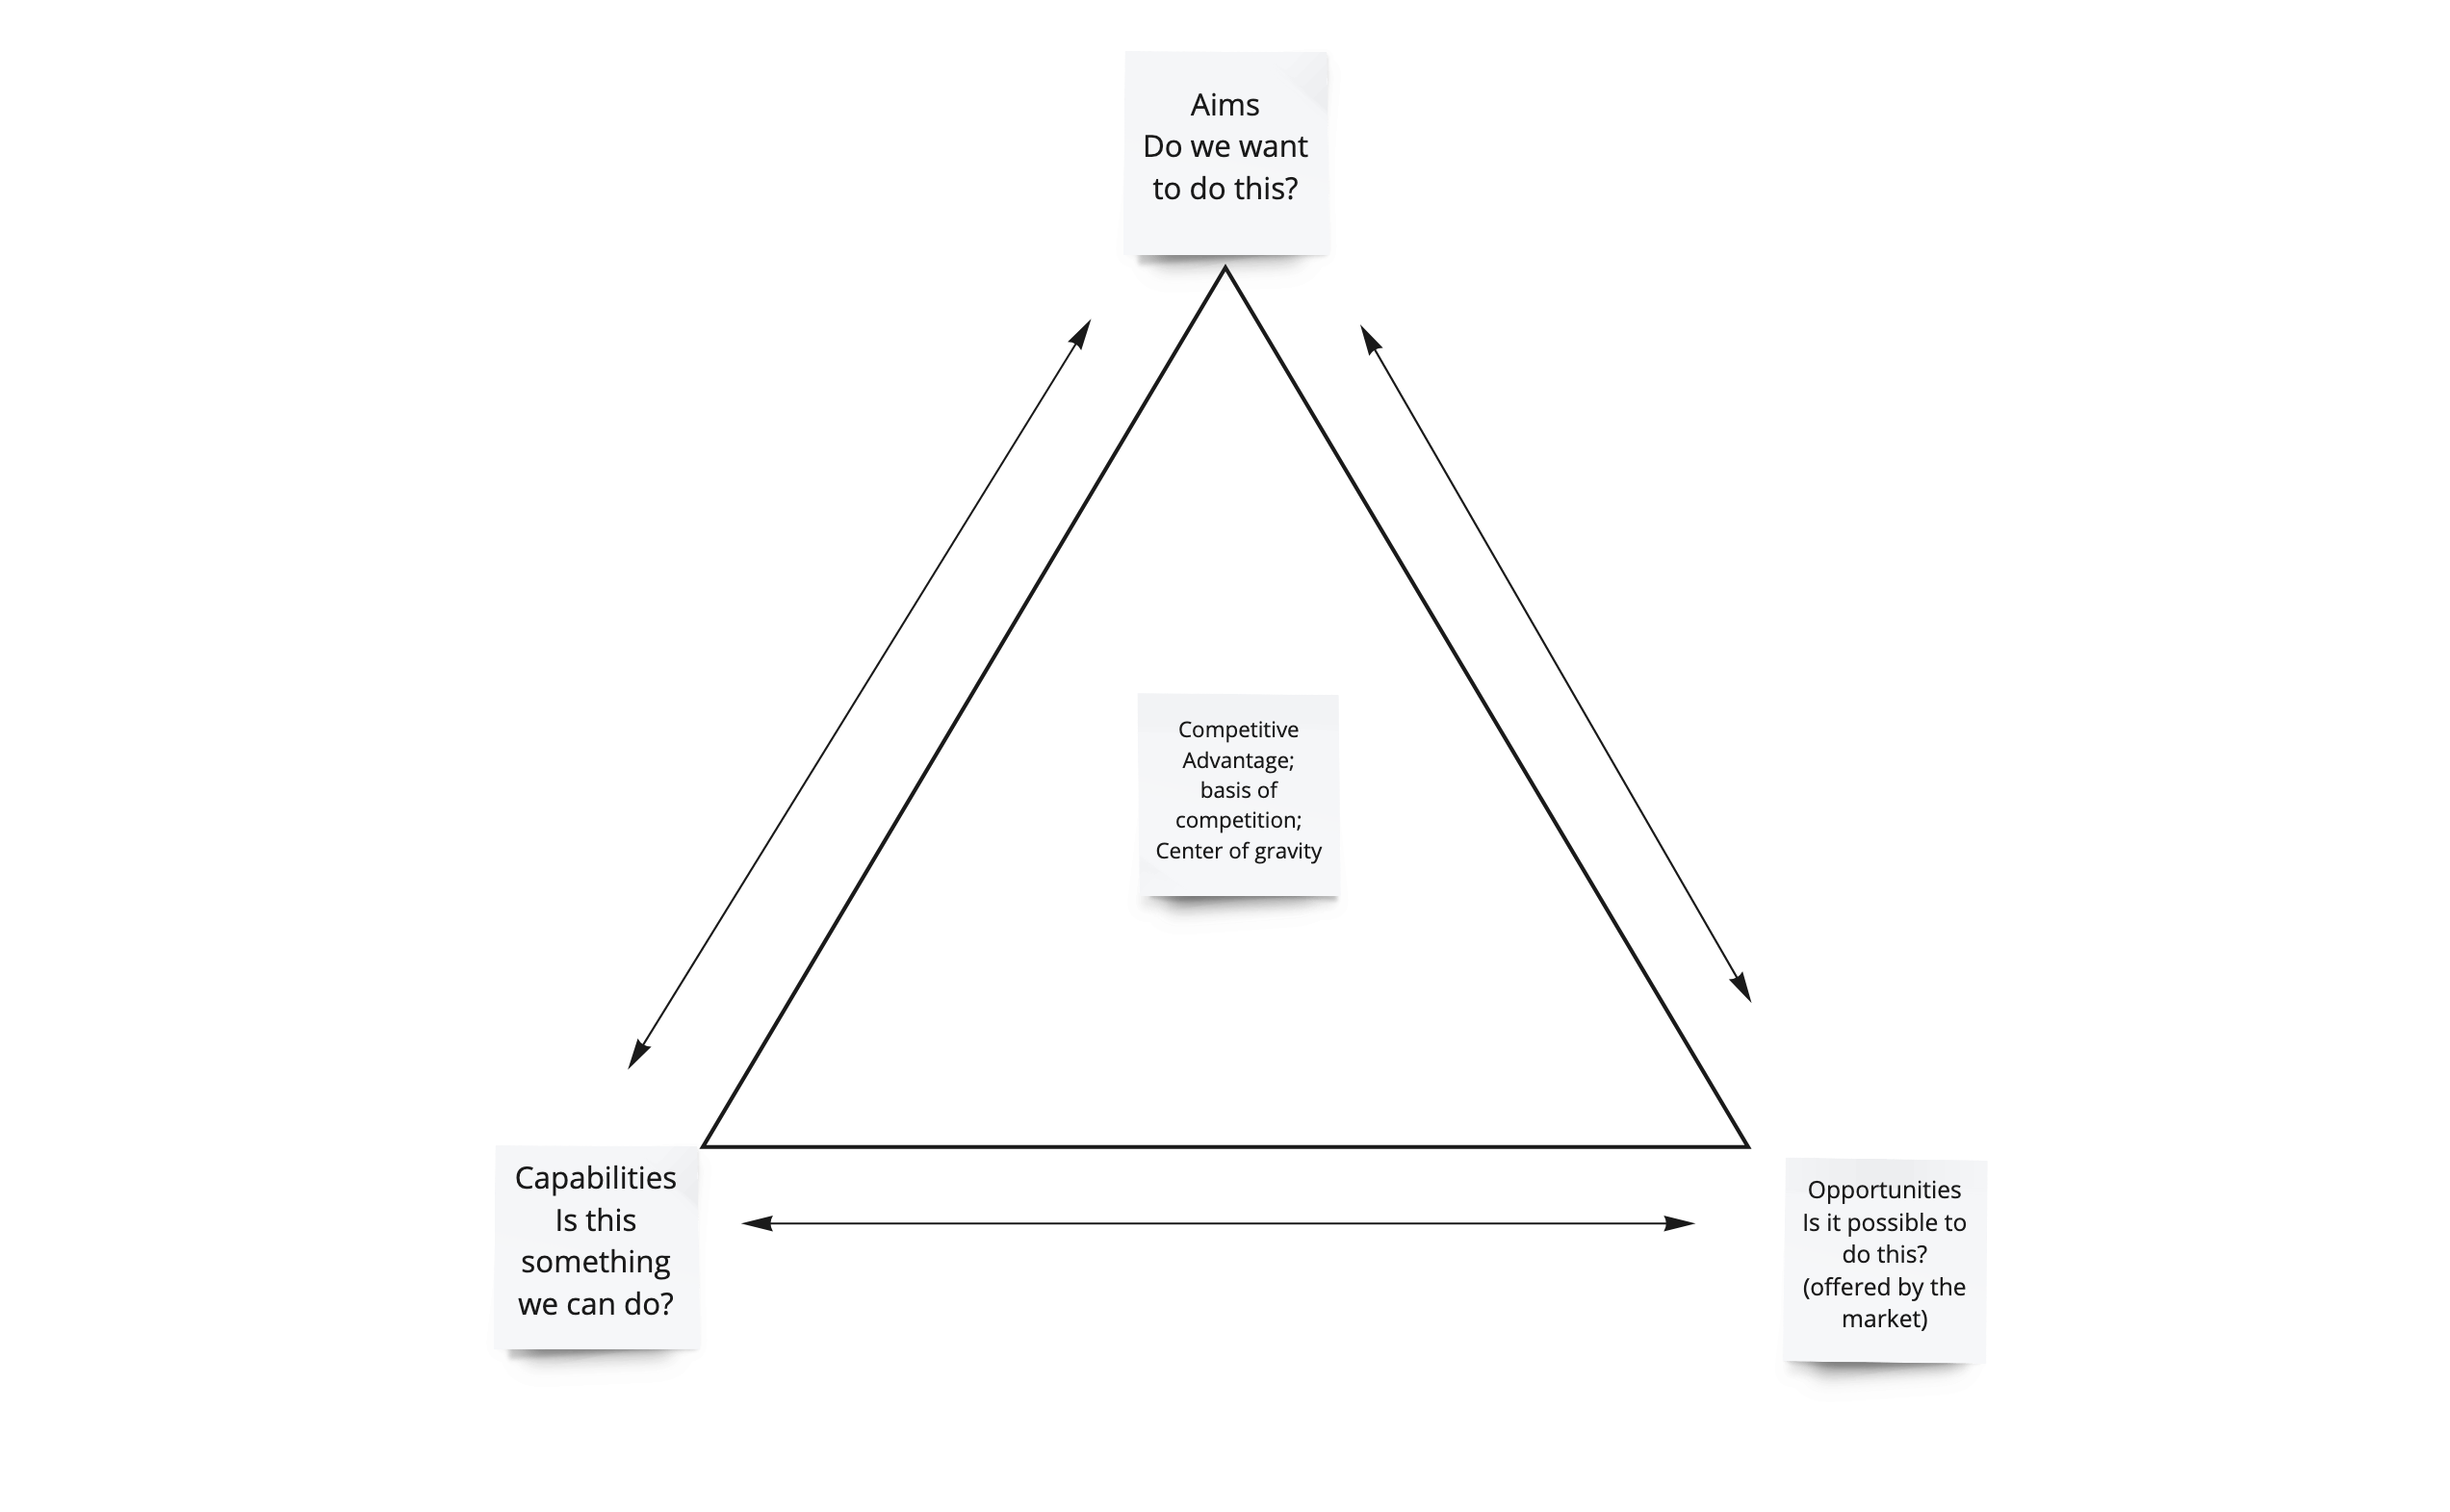 Aims
Do we want
to do this?
Competitive
Advantage;
basis of
competition;
Center of gravity
Capabilities
Is this
something
we can do?
Opportunities
Is it possible to
do this?
(offered by the
market)